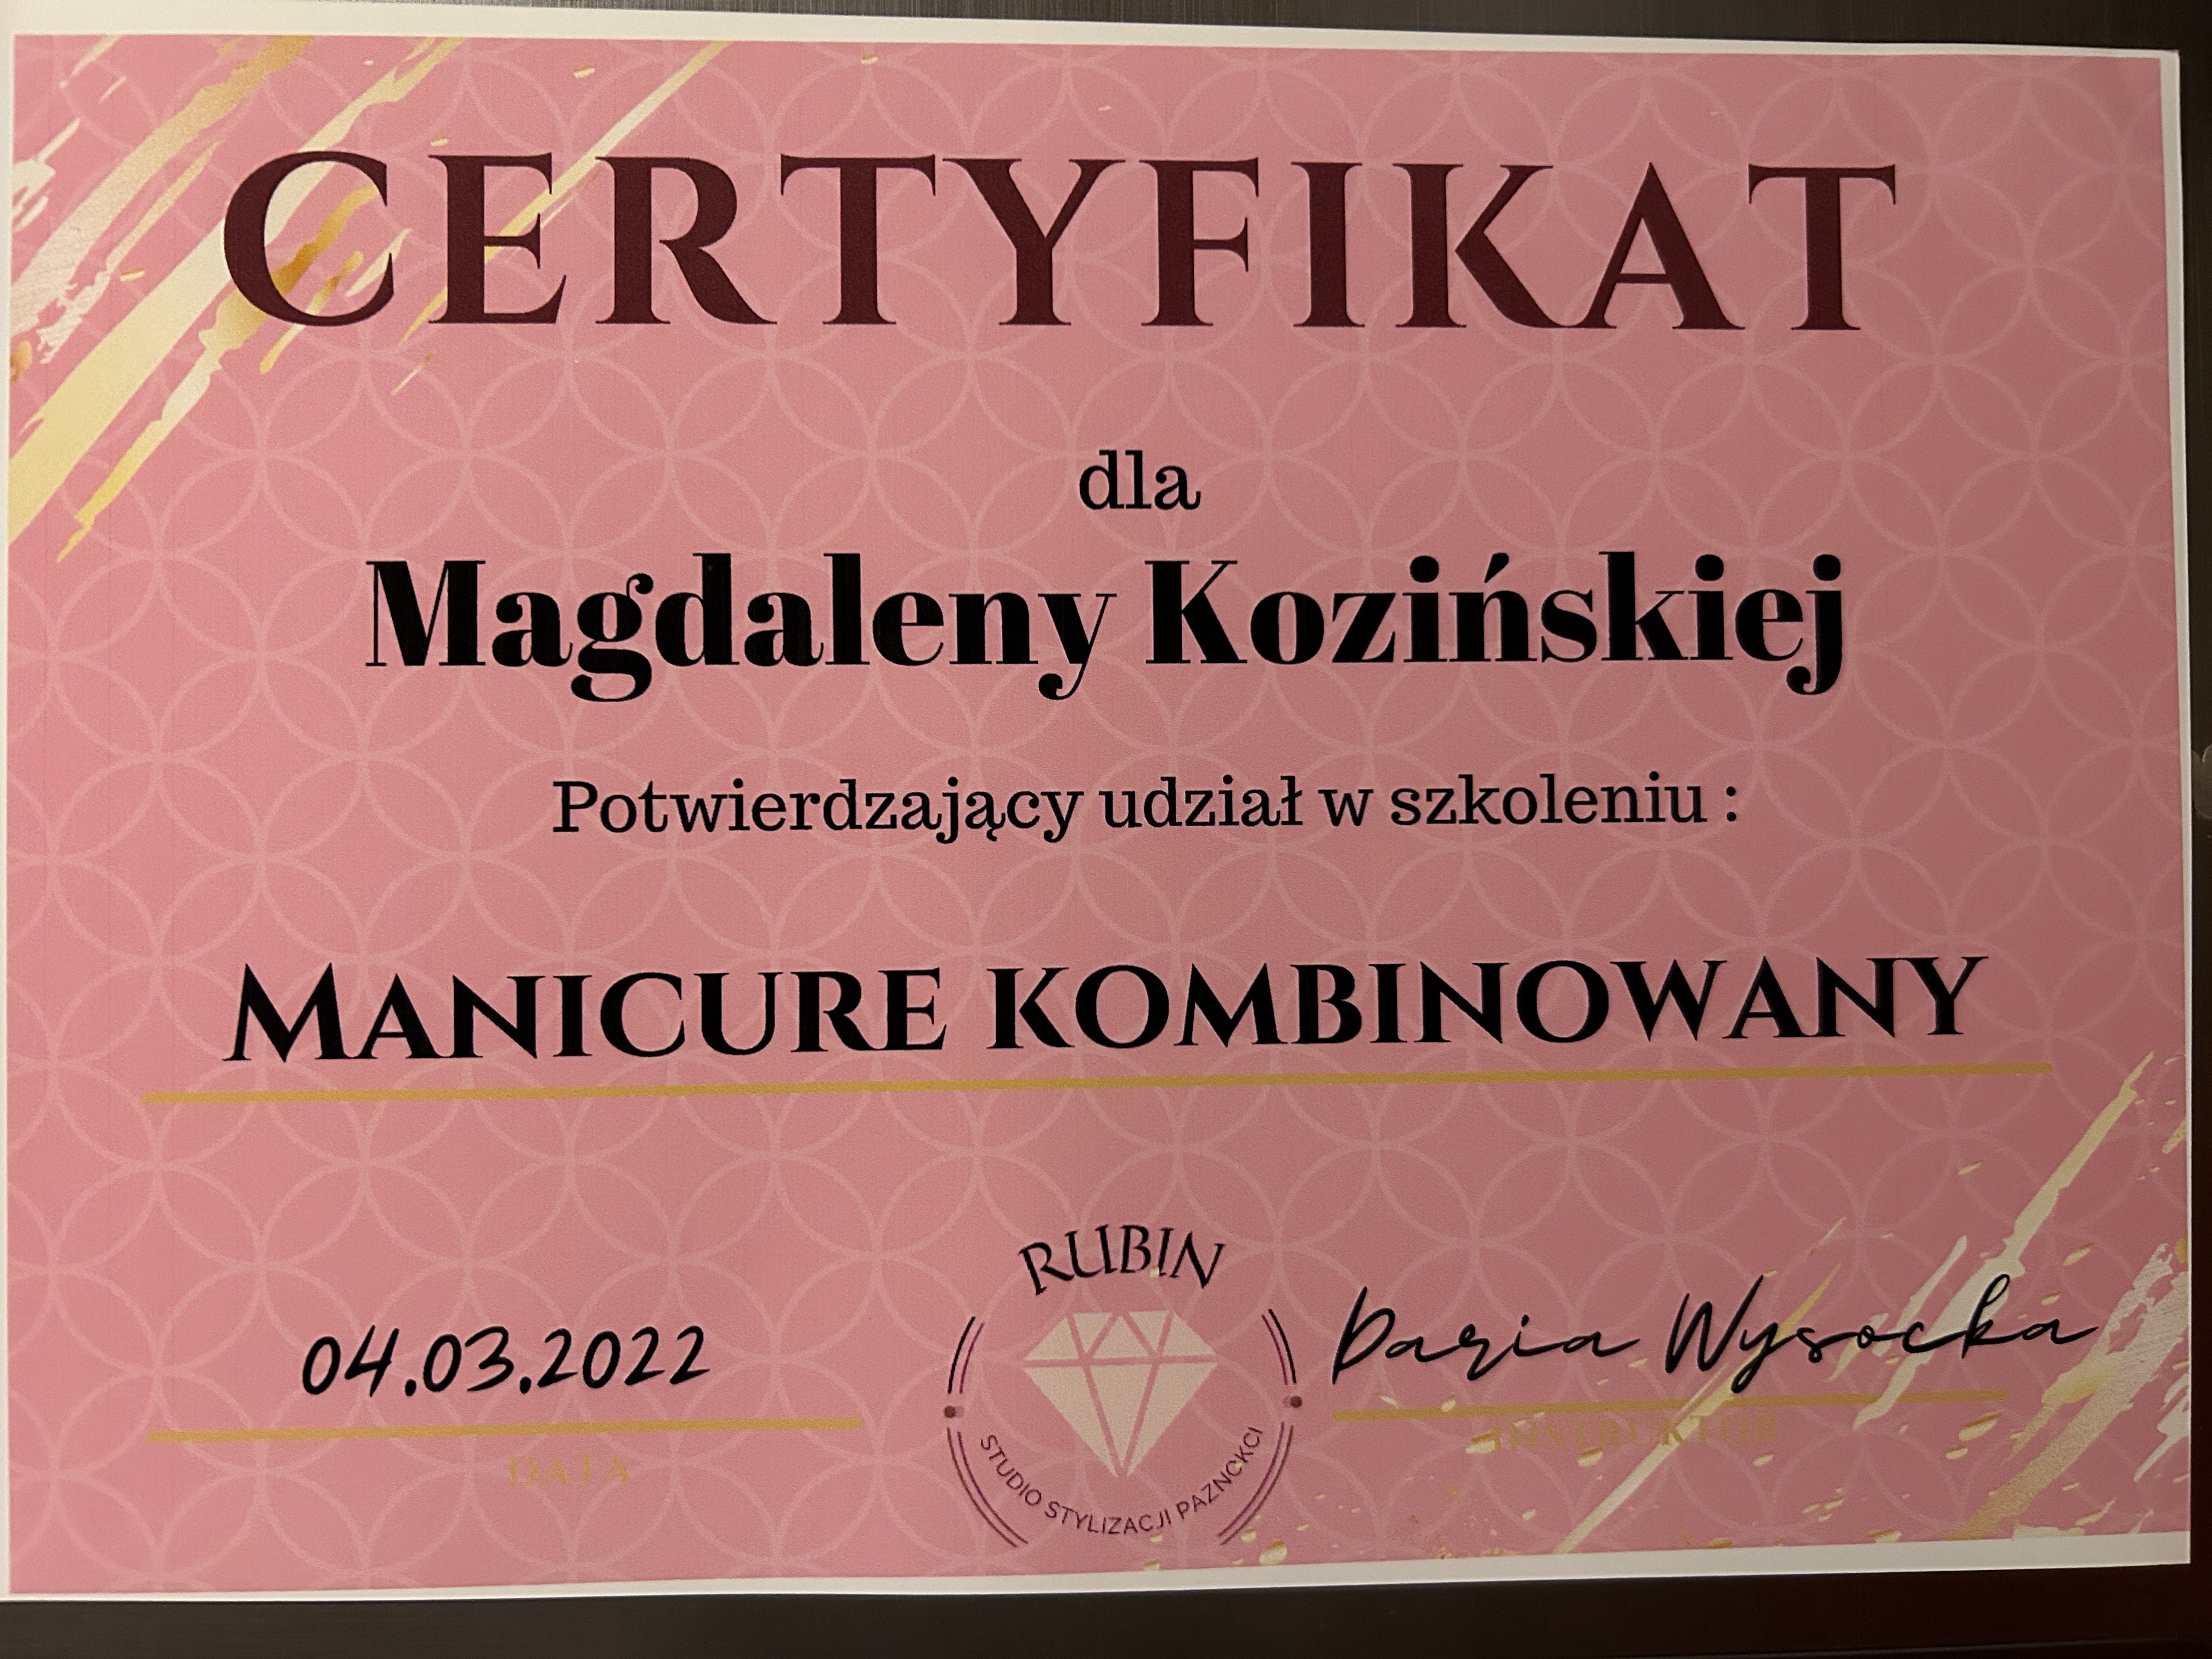 CERTYFIKAT
dla
Magdaleny Kozińskiej
Potwierdzający udział w szkoleniu :
MANICURE KOMBINOWANY
RUBIN
04.03.2022
Daria Wysocka
DATA
INSTRUKTOR
STUDIO STYLIZACJI PAZNCKCI